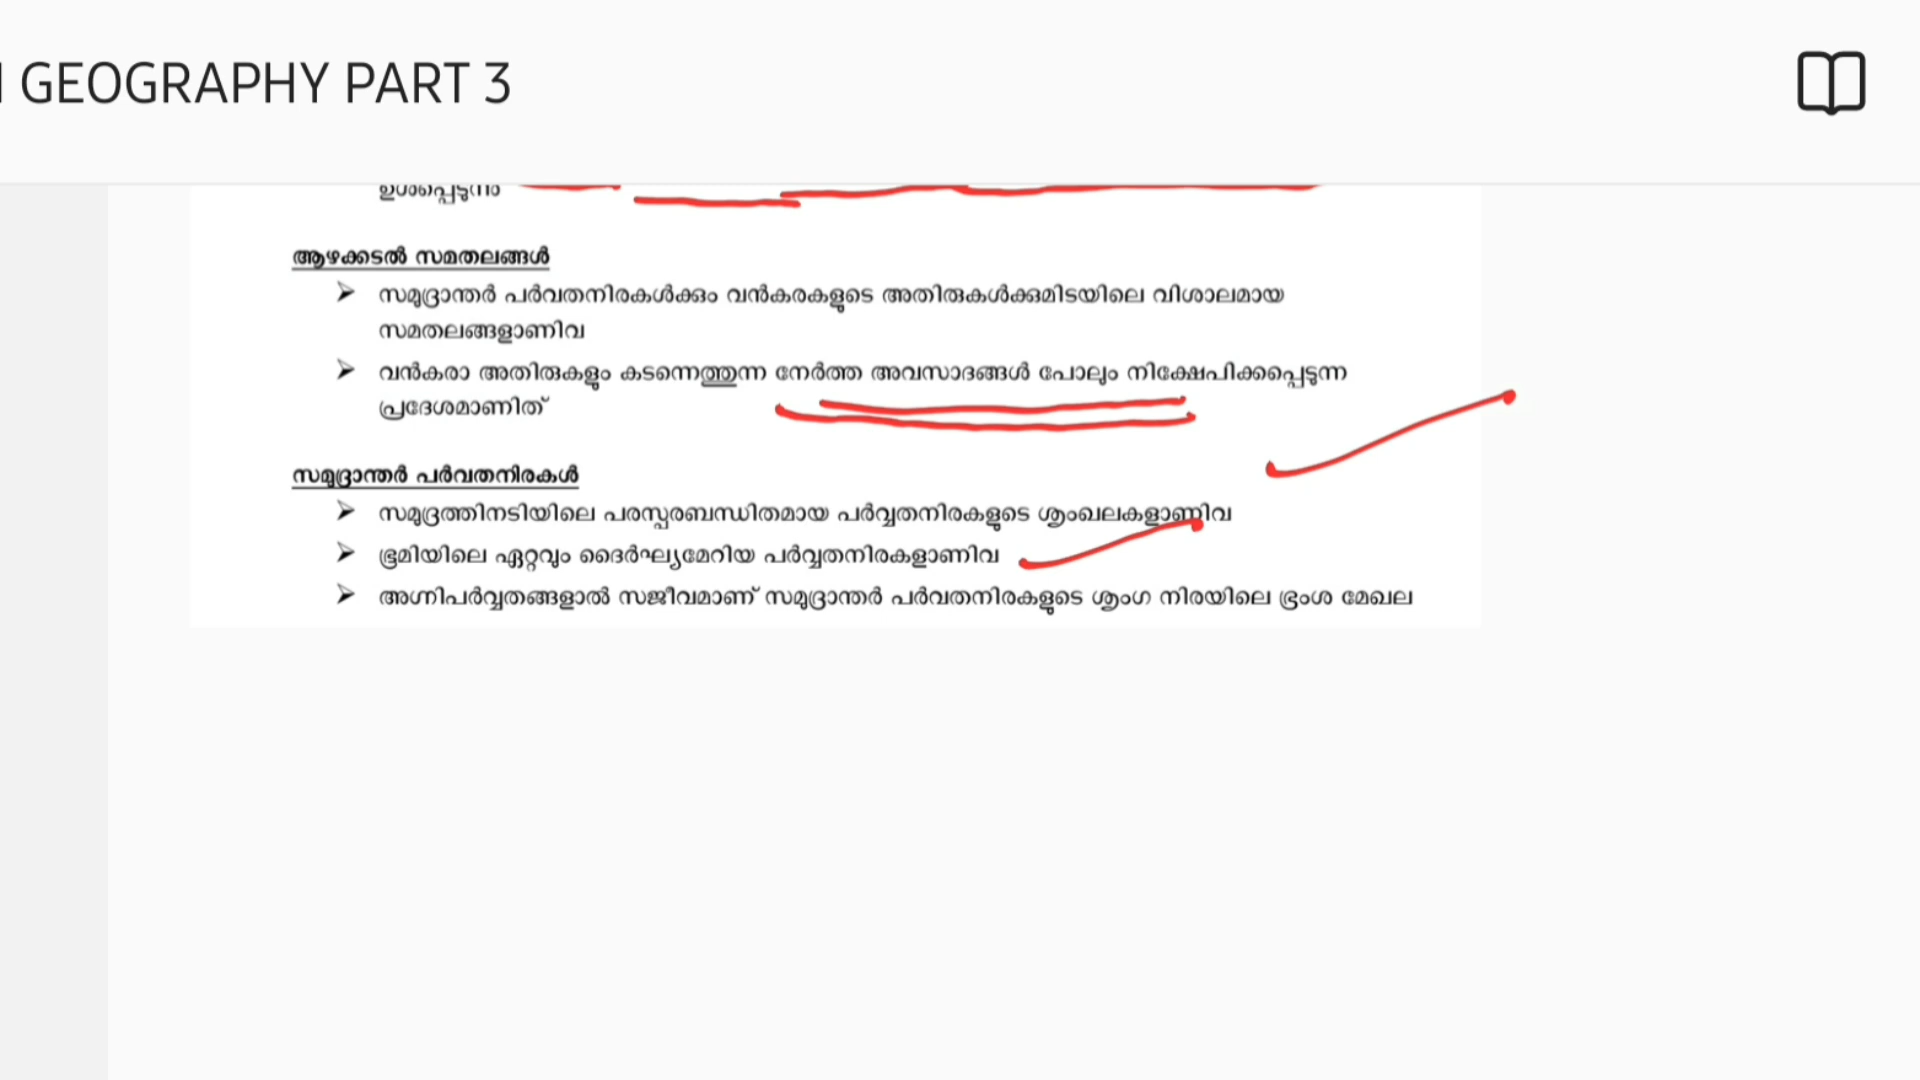 GEOGRAPHY PART 3
ആഴക്കടൽ സമതലങ്ങൾ
➤ സമുദ്രാന്തർ പർവതനിരകൾക്കും വൻകരകളുടെ അതിരുകൾക്കുമിടയിലെ വിശാലമായ
സമതലങ്ങളാണിവ
➤ വൻകരാ അതിരുകളും കടന്നെത്തുന്ന നേർത്ത അവസാദങ്ങൾ പോലും നിക്ഷേപിക്കപ്പെടുന്ന
പ്രദേശമാണിത്
സമുദ്രാന്തർ പർവതനിരകൾ
➤ സമുദ്രത്തിനടിയിലെ പരസ്പരബന്ധിതമായ പർവ്വതനിരകളുടെ ശൃംഖലകളാണിവ
➤ ഭൂമിയിലെ ഏറ്റവും ദൈർഘ്യമേറിയ പർവ്വതനിരകളാണിവ
➤ അഗ്നിപർവ്വതങ്ങളാൽ സജീവമാണ് സമുദ്രാന്തർ പർവതനിരകളുടെ ശൃംഗ നിരയിലെ ഭ്രംശ മേഖല